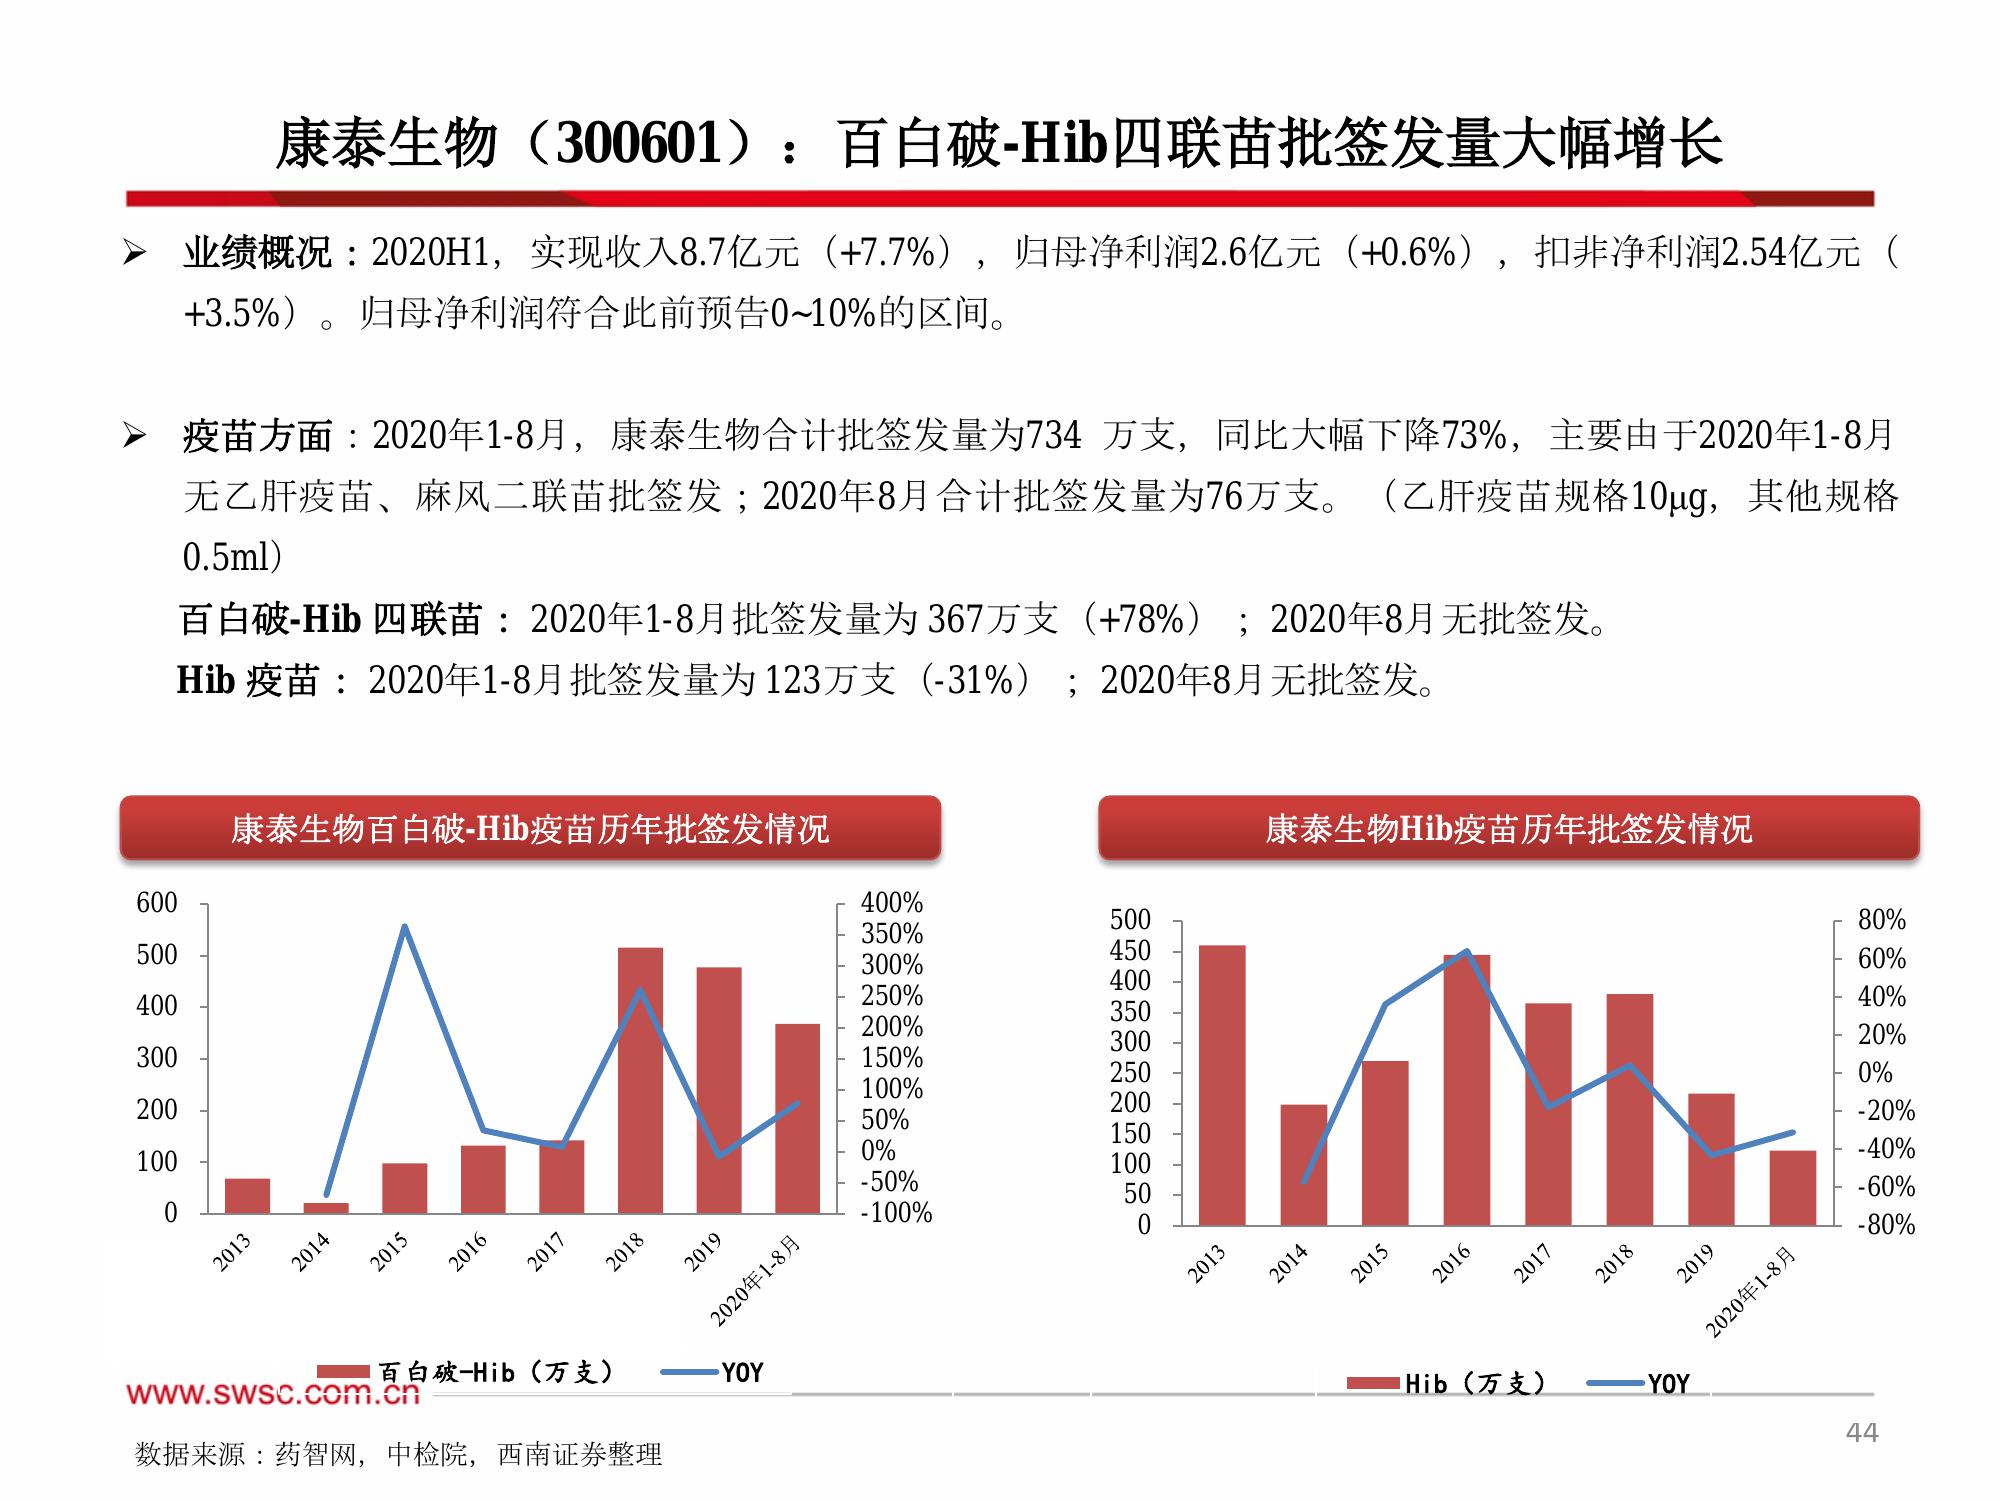 康泰生物（300601）：百白破-Hib四联苗批签发量大幅增长
➢ 业绩概况：2020H1，实现收入8.7亿元（+7.7%），归母净利润2.6亿元（+0.6%），扣非净利润2.54亿元（
+3.5%）。归母净利润符合此前预告0~10%的区间。
➢ 疫苗方面：2020年1-8月，康泰生物合计批签发量为734 万支，同比大幅下降73%，主要由于2020年1-8月
无乙肝疫苗、麻风二联苗批签发；2020年8月合计批签发量为76万支。（乙肝疫苗规格10μg，其他规格
0.5ml）
百白破-Hib 四联苗：2020年1-8月批签发量为 367万支（+78%）；2020年8月无批签发。
Hib 疫苗：2020年1-8月批签发量为 123万支（-31%）；2020年8月无批签发。
康泰生物百白破-Hib疫苗历年批签发情况
600
500
400
300
200
100
0
400%
350%
300%
250%
200%
150%
100%
50%
0%
-50%
-100%
2013
2014
2015
2016
2017
2018
2019
2020年1-8月
百白破-Hib（万支）
YOY
康泰生物Hib疫苗历年批签发情况
500
450
400
350
300
250
200
150
100
50
0
80%
60%
40%
20%
0%
-20%
-40%
-60%
-80%
2013
2014
2015
2016
2017
2018
2019
2020年1-8月
Hib（万支）
YOY
www.swsc.com.cn
44
数据来源：药智网，中检院，西南证券整理